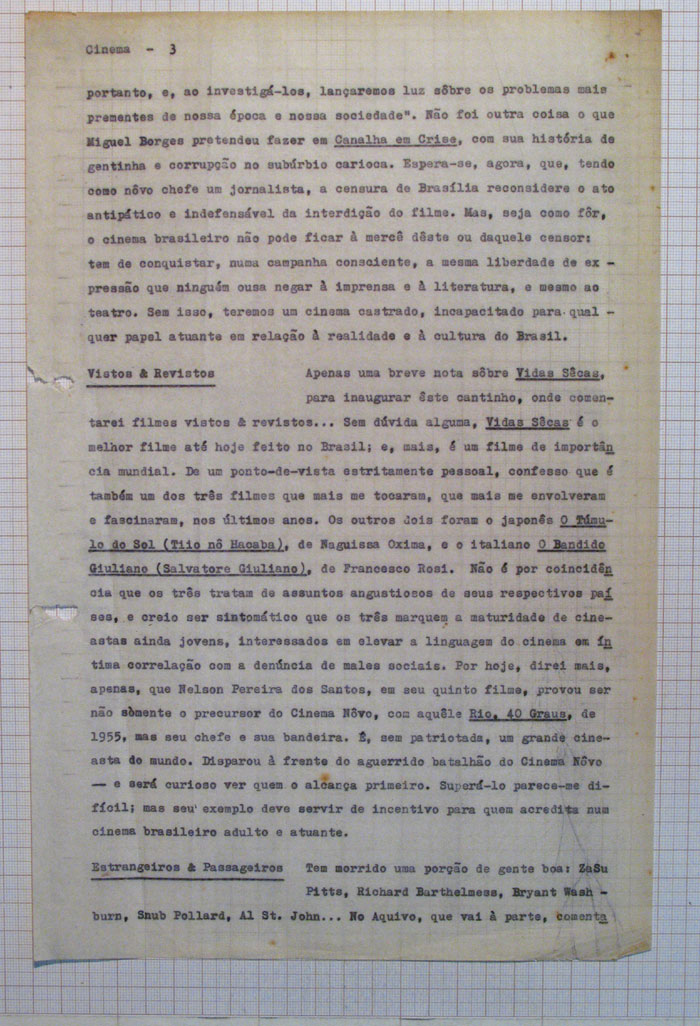 Cinema - 3
portanto, e, ao investigá-los, lançaremos luz sôbre os problemas mais
prementes de nossa época e nossa sociedade". Não foi outra coisa o que
Miguel Borges pretendeu fazer em Canalha em Crise, com sua história de
gentinha e corrupção no subúrbio carioca. Espera-se, agora, que, tendo
como nôvo chefe um jornalista, a censura de Brasília reconsidere o ato
antipático e indefensável da interdição do filme. Mas, seja como fôr,
o cinema brasileiro não pode ficar à mercê dêste ou daquele censor:
tem de conquistar, numa campanha consciente, a mesma liberdade de ex -
pressão que ninguém ousa negar à imprensa e à literatura, e mesmo ao
teatro. Sem isso, teremos um cinema castrado, incapacitado para qual -
quer papel atuante em relação à realidade e à cultura do Brasil.
Vistos & Revistos Apenas uma breve nota sôbre Vidas Sêcas,
para inaugurar êste cantinho, onde comen-
tarei filmes vistos & revistos... Sem dúvida alguma, Vidas Sêcas é o
melhor filme até hoje feito no Brasil; e, mais, é um filme de importân
cia mundial. De um ponto-de-vista estritamente pessoal, confesso que é
também um dos três filmes que mais me tocaram, que mais me envolveram
e fascinaram, nos últimos anos. Os outros dois foram o japonês O Túmu-
lo do Sol (Tiio nô Hacaba), de Naguissa Oxima, e o italiano O Bandido
Giuliano (Salvatore Giuliano), de Francesco Rosi. Não é por coincidên
cia que os três tratam de assuntos angustiosos de seus respectivos paí
ses, e creio ser sintomático que os três marquem a maturidade de cine-
astas ainda jovens, interessados em elevar a linguagem do cinema em ín
tima correlação com a denúncia de males sociais. Por hoje, direi mais,
apenas, que Nelson Pereira dos Santos, em seu quinto filme, provou ser
não sòmente o precursor do Cinema Nôvo, com aquêle Rio, 40 Graus, de
1955, mas seu chefe e sua bandeira. É, sem patriotada, um grande cine-
asta do mundo. Disparou à frente do aguerrido batalhão do Cinema Nôvo
— e será curioso ver quem o alcança primeiro. Superá-lo parece-me di-
fícil; mas seu exemplo deve servir de incentivo para quem acredita num
cinema brasileiro adulto e atuante.
Estrangeiros & Passageiros Tem morrido uma porção de gente boa: ZaSu
Pitts, Richard Barthelmess, Bryant Wash -
burn, Snub Pollard, Al St. John... No Aquivo, que vai à parte, comenta